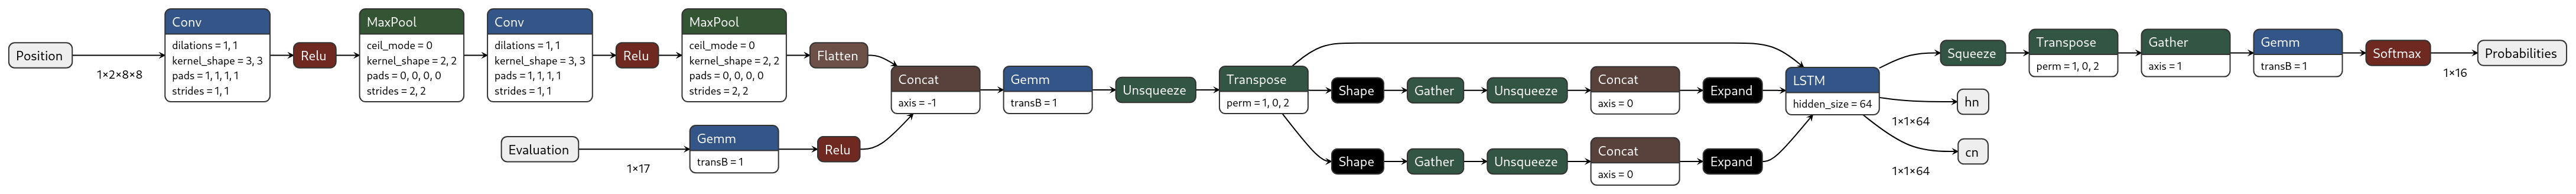 Position
1×2×8×8
Conv
dilations = 1, 1
kernel_shape = 3, 3
pads = 1, 1, 1, 1
strides = 1, 1
Relu
MaxPool
ceil_mode = 0
kernel_shape = 2, 2
pads = 0, 0, 0, 0
strides = 2, 2
Conv
dilations = 1, 1
kernel_shape = 3, 3
pads = 1, 1, 1, 1
strides = 1, 1
Relu
MaxPool
ceil_mode = 0
kernel_shape = 2, 2
pads = 0, 0, 0, 0
strides = 2, 2
Flatten
Evaluation
1×17
Gemm
transB = 1
Relu
Concat
axis = -1
Gemm
transB = 1
Unsqueeze
Transpose
perm = 1, 0, 2
Shape
Gather
Unsqueeze
Concat
axis = 0
Expand
Shape
Gather
Unsqueeze
Concat
axis = 0
Expand
LSTM
hidden_size = 64
Squeeze
Transpose
perm = 1, 0, 2
Gather
axis = 1
Gemm
transB = 1
Softmax
1×16
Probabilities
hn
1×1×64
cn
1×1×64